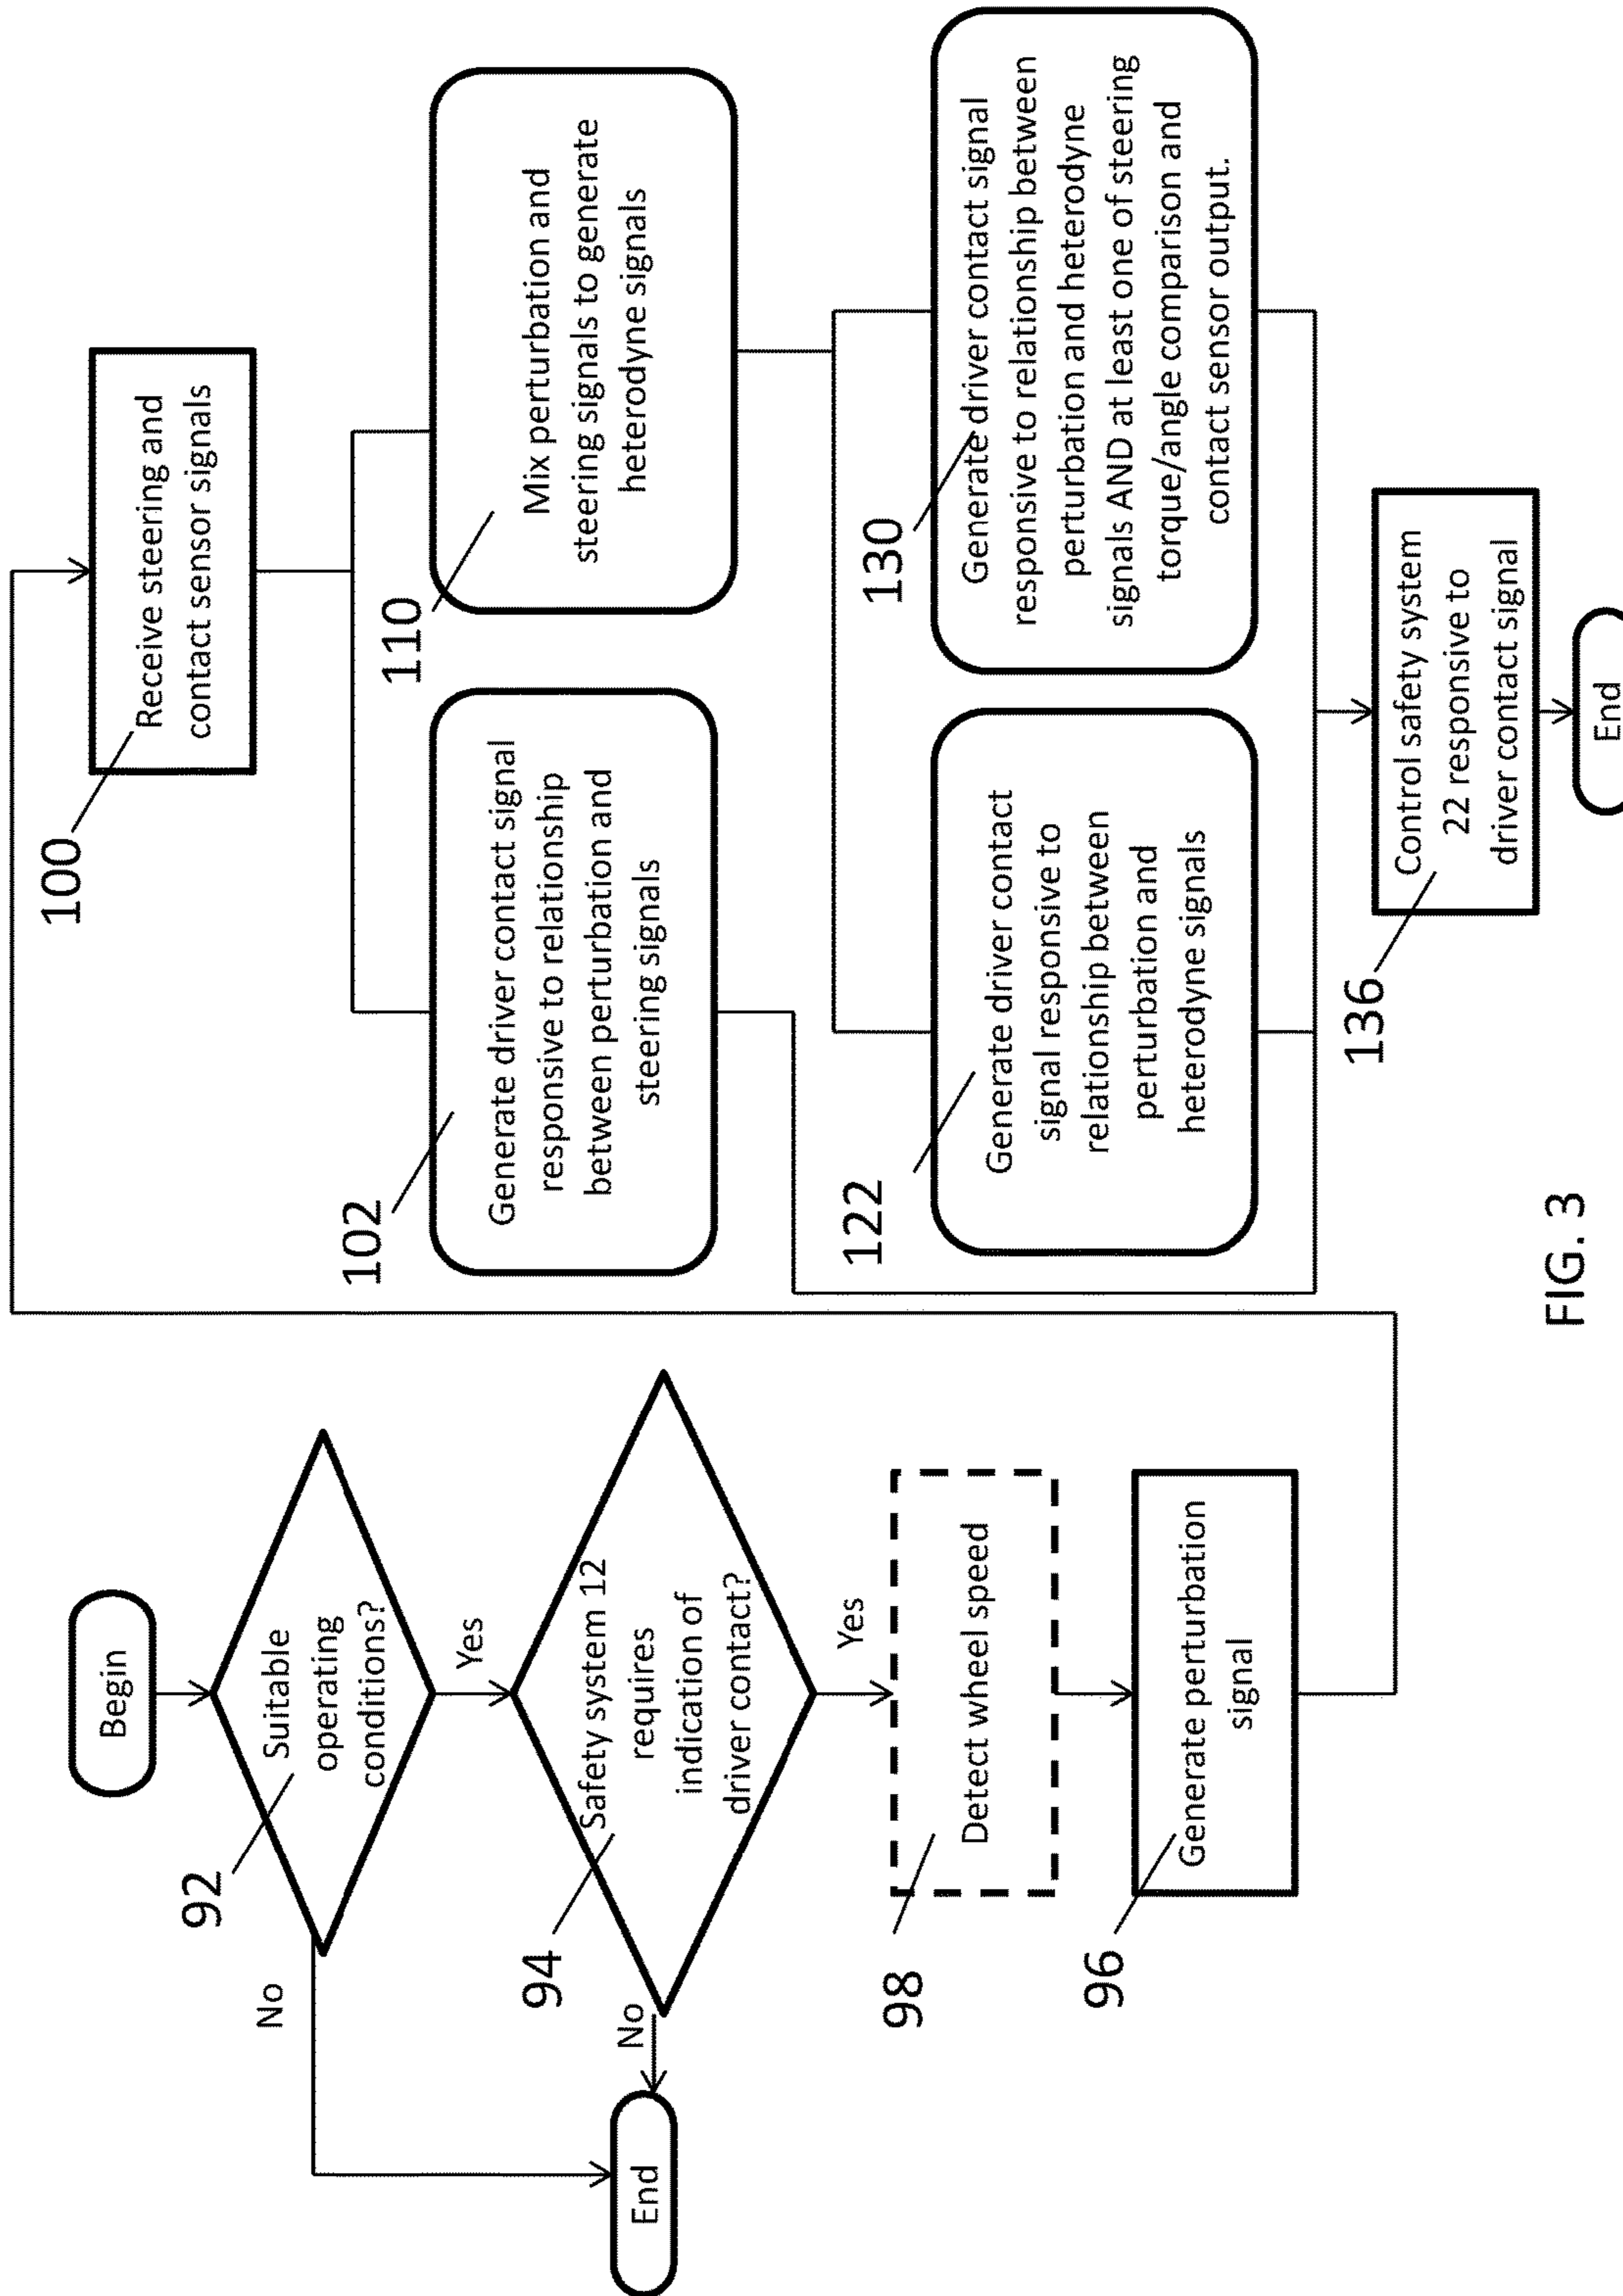 Begin
92
Suitable
operating
conditions?
No
Yes
94
Safety system 12
requires
indication of
driver contact?
No
End
Yes
98
Detect wheel speed
96
Generate perturbation
signal
100
Receive steering and
contact sensor signals
102
Generate driver contact signal
responsive to relationship
between perturbation and
steering signals
110
Mix perturbation and
steering signals to generate
heterodyne signals
122
Generate driver contact
signal responsive to
relationship between
perturbation and
heterodyne signals
130
Generate driver contact signal
responsive to relationship between
perturbation and heterodyne
signals AND at least one of steering
torque/angle comparison and
contact sensor output.
136
Control safety system
22 responsive to
driver contact signal
End
FIG. 3